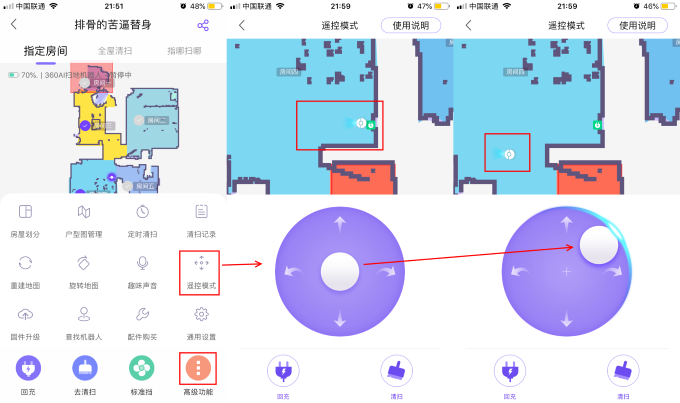 中国联通 21:51 48%
排骨的苦逼替身
指定房间 全屋清扫 指哪扫哪
70%. | 360AI扫地机器人 暂停中
房间二
房间五
房屋划分 户型图管理 定时清扫 清扫记录
重建地图 旋转地图 趣味声音 遥控模式
固件升级 查找机器人 配件购买 通用设置
回充 去清扫 标准挡 高级功能
中国联通 21:59 47%
遥控模式 使用说明
房间四
回充 清扫
中国联通 21:59 46%
遥控模式 使用说明
房间四
回充 清扫